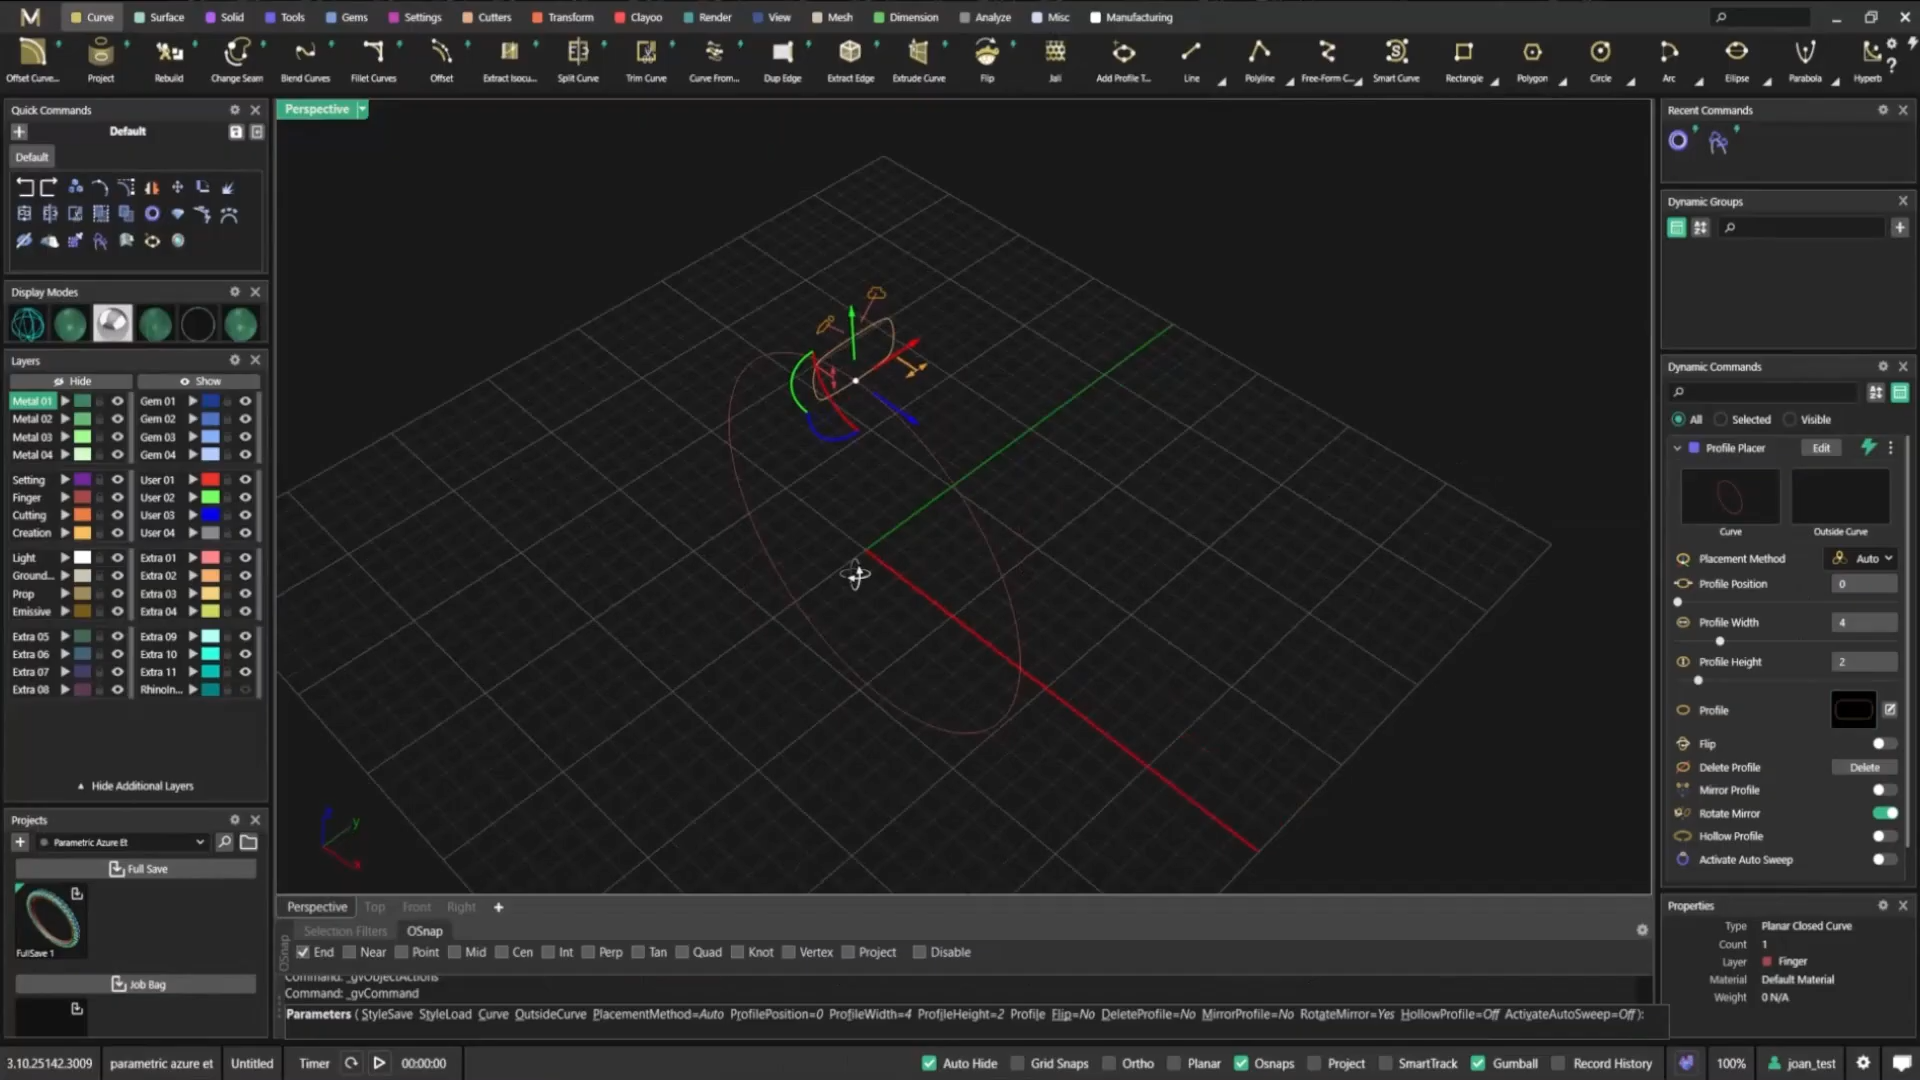 Curve Surface Solid Tools Gems Settings Cutters Transform Clayoo Render View Mesh Dimension Analyze Misc Manufacturing
Offset Curve... Project Rebuild Change Seam Blend Curves Fillet Curves Offset Extract Isocu... Split Curve Trim Curve Curve From... Dup Edge Extract Edge Extrude Curve Flip Jali Add Profile T... Line Polyline Free-Form C... Smart Curve Rectangle Polygon Circle Arc Ellipse Parabola Hyperb
Quick Commands
Default
Default
Display Modes
Layers
Hide Show
Metal 01 Gem 01
Metal 02 Gem 02
Metal 03 Gem 03
Metal 04 Gem 04
Setting User 01
Finger User 02
Cutting User 03
Creation User 04
Light Extra 01
Ground... Extra 02
Prop Extra 03
Emissive Extra 04
Extra 05 Extra 09
Extra 06 Extra 10
Extra 07 Extra 11
Extra 08 RhinoIn...
Hide Additional Layers
Projects
Parametric Azure Et
Full Save
FullSave 1
Job Bag
Perspective
y
x
Perspective Top Front Right +
Selection Filters OSnap
OSnap
End Near Point Mid Cen Int Perp Tan Quad Knot Vertex Project Disable
Command: _gvObjectActions
Command: _gvCommand
Parameters ( StyleSave StyleLoad Curve OutsideCurve PlacementMethod=Auto ProfilePosition=0 ProfileWidth=4 ProfileHeight=2 Profile Flip=No DeleteProfile=No MirrorProfile=No RotateMirror=Yes HollowProfile=Off ActivateAutoSweep=Off ):
Recent Commands
Dynamic Groups
Dynamic Commands
All Selected Visible
Profile Placer Edit
Curve Outside Curve
Placement Method Auto
Profile Position 0
Profile Width 4
Profile Height 2
Profile
Flip
Delete Profile Delete
Mirror Profile
Rotate Mirror
Hollow Profile
Activate Auto Sweep
Properties
Type Planar Closed Curve
Count 1
Layer Finger
Material Default Material
Weight 0 N/A
3.10.25142.3009 parametric azure et Untitled Timer 00:00:00 Auto Hide Grid Snaps Ortho Planar Osnaps Project SmartTrack Gumball Record History 100% joan_test